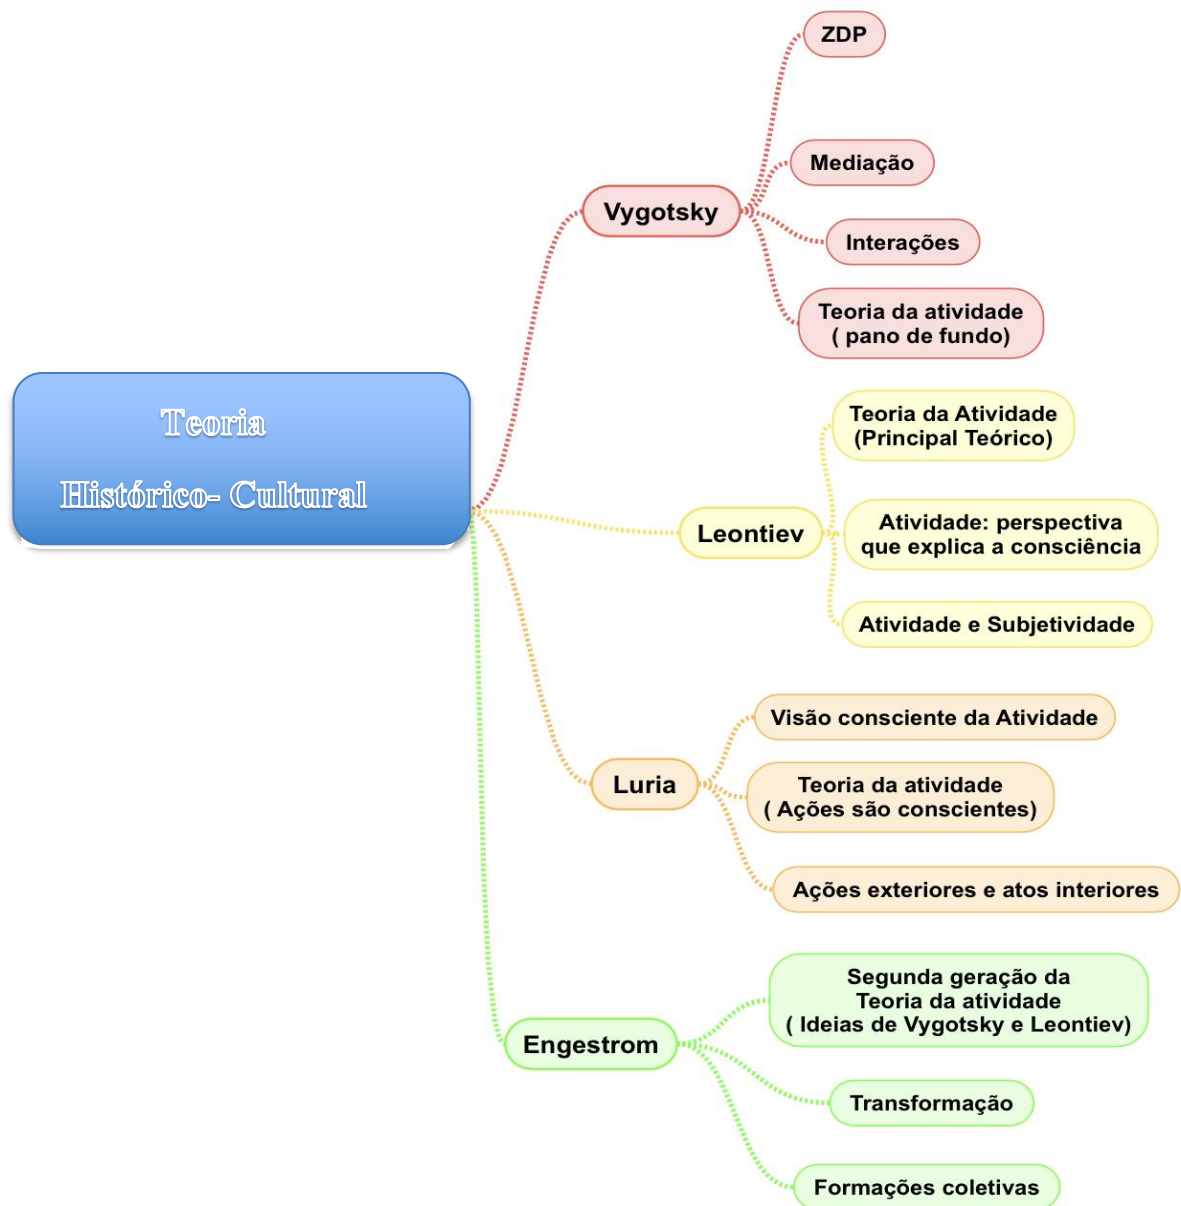 Teoria
Histórico- Cultural
Vygotsky
ZDP
Mediação
Interações
Teoria da atividade
( pano de fundo)
Leontiev
Teoria da Atividade
(Principal Teórico)
Atividade: perspectiva
que explica a consciência
Atividade e Subjetividade
Luria
Visão consciente da Atividade
Teoria da atividade
( Ações são conscientes)
Ações exteriores e atos interiores
Engestrom
Segunda geração da
Teoria da atividade
( Ideias de Vygotsky e Leontiev)
Transformação
Formações coletivas